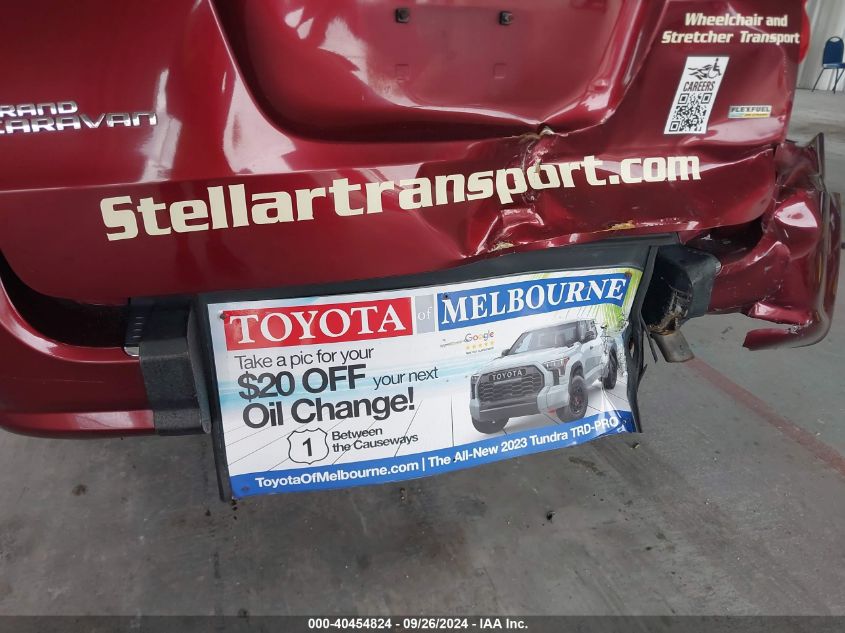 Wheelchair and
Stretcher Transport
CAREERS
FLEXFUEL
GRAND
CARAVAN
Stellartransport.com
TOYOTA of MELBOURNE
Google
Take a pic for your
$20 OFF your next
Oil Change!
TOYOTA
1
Between
the Causeways
ToyotaOfMelbourne.com | The All-New 2023 Tundra TRD-PRO
000-40454824 - 09/26/2024 - IAA Inc.